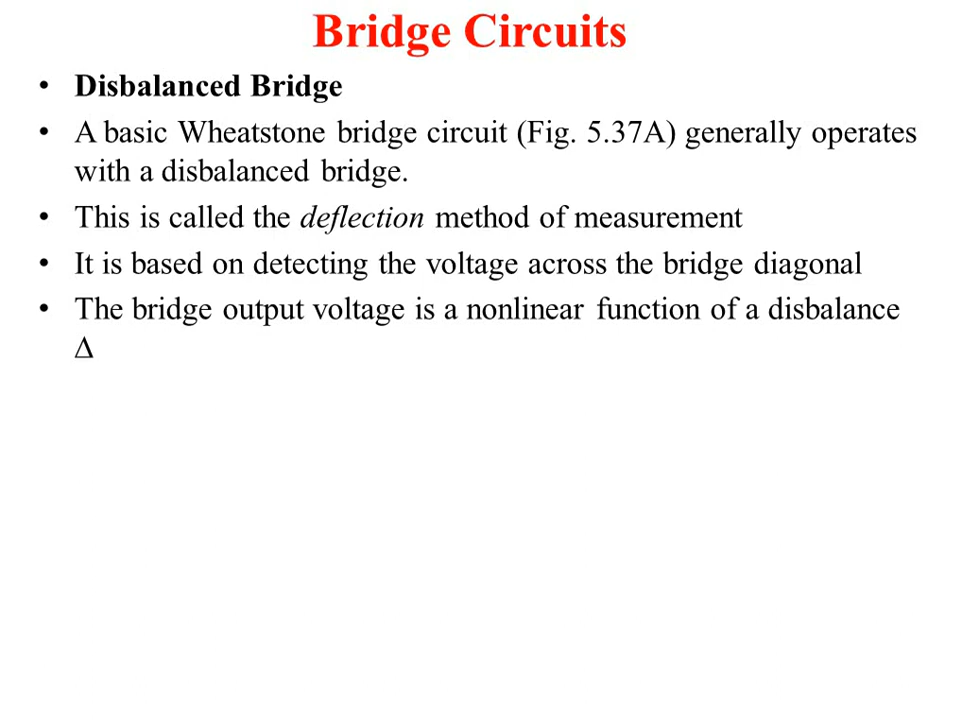 Bridge Circuits
• Disbalanced Bridge
• A basic Wheatstone bridge circuit (Fig. 5.37A) generally operates
with a disbalanced bridge.
• This is called the deflection method of measurement
• It is based on detecting the voltage across the bridge diagonal
• The bridge output voltage is a nonlinear function of a disbalance
Δ